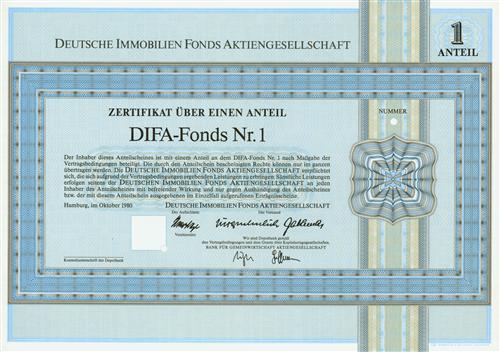 DEUTSCHE IMMOBILIEN FONDS AKTIENGESELLSCHAFT
1
ANTEIL
ZERTIFIKAT ÜBER EINEN ANTEIL
NUMMER
DIFA-Fonds Nr. 1
Der Inhaber dieses Anteilscheines ist mit einem Anteil an dem DIFA-Fonds Nr. 1 nach Maßgabe der
Vertragsbedingungen beteiligt. Die durch den Anteilschein bescheinigten Rechte können nur im ganzen
übertragen werden. Die DEUTSCHE IMMOBILIEN FONDS AKTIENGESELLSCHAFT verpflichtet
sich, die sich aufgrund der Vertragsbedingungen ergebenden Leistungen zu erbringen. Sämtliche Leistungen
erfolgen seitens der DEUTSCHEN IMMOBILIEN FONDS AKTIENGESELLSCHAFT an jeden
Inhaber des Anteilscheines mit befreiender Wirkung und nur gegen Aushändigung des Anteilscheines
bzw. der mit diesem Anteilschein ausgegebenen im Einzelfall aufgerufenen Ertragsscheine.
Hamburg, im Oktober 1980
DEUTSCHE IMMOBILIEN FONDS AKTIENGESELLSCHAFT
Der Aufsichtsrat
Der Vorstand
Vorsitzender
Wir sind Depotbank gemäß
den Vertragsbedingungen und dem Gesetz über Kapitalanlagegesellschaften.
BANK FÜR GEMEINWIRTSCHAFT AKTIENGESELLSCHAFT
Kontrollunterschrift der Depotbank